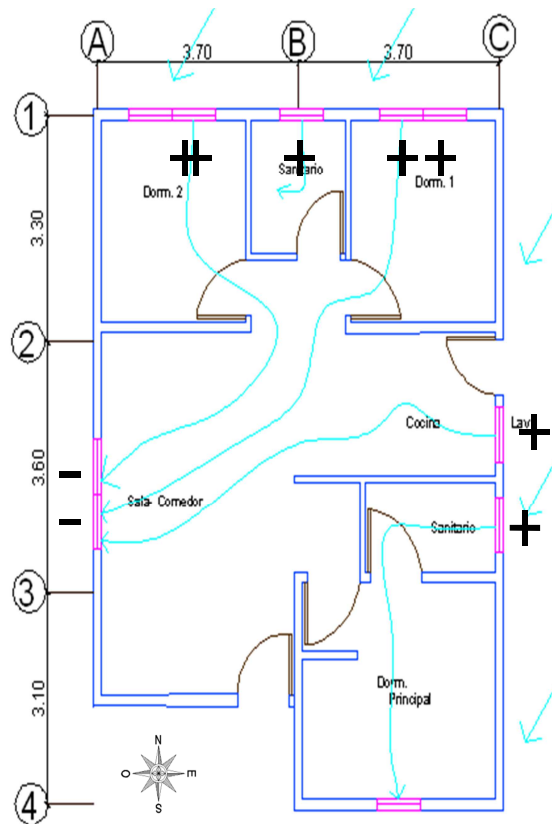 A
B
C
3.70
3.70
1
Sanitario
Dorm. 1
Dorm. 2
3.30
2
Cocina
Lav
3.60
Sala- Comedor
Sanitario
3
3.10
Dorm.
Principal
N
O
E
S
4